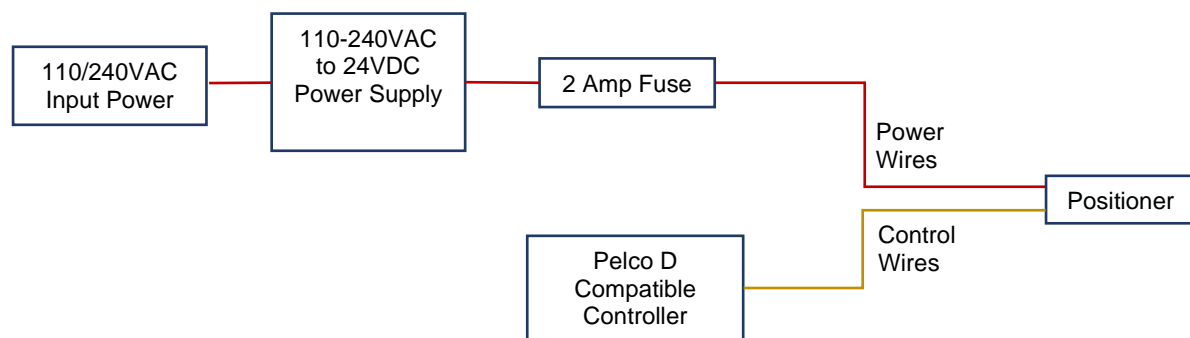 110/240VAC
Input Power
110-240VAC
to 24VDC
Power Supply
2 Amp Fuse
Power
Wires
Positioner
Control
Wires
Pelco D
Compatible
Controller